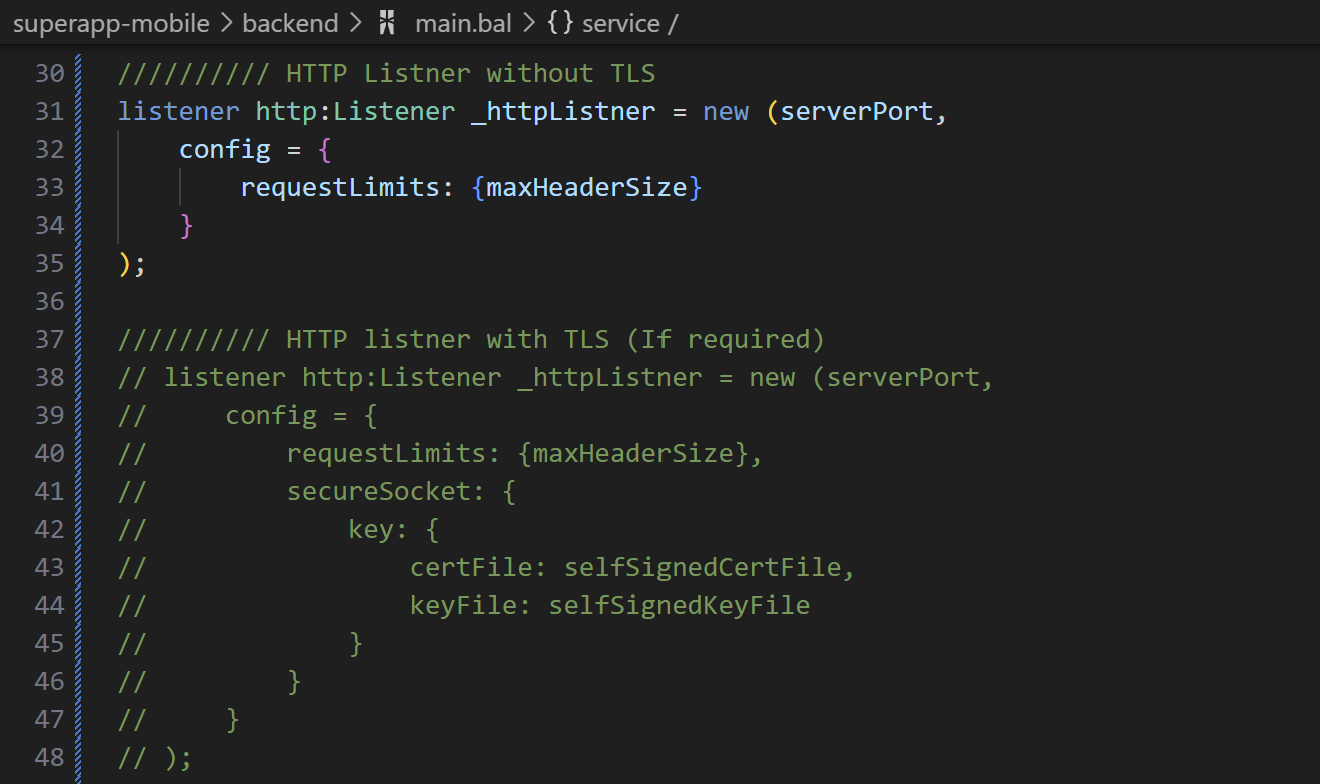 superapp-mobile > backend > main.bal > {} service /
30 ////////// HTTP Listner without TLS
31 listener http:Listener _httpListner = new (serverPort,
32     config = {
33         requestLimits: {maxHeaderSize}
34     }
35 );
36
37 ////////// HTTP listner with TLS (If required)
38 // listener http:Listener _httpListner = new (serverPort,
39 //     config = {
40 //         requestLimits: {maxHeaderSize},
41 //         secureSocket: {
42 //             key: {
43 //                 certFile: selfSignedCertFile,
44 //                 keyFile: selfSignedKeyFile
45 //             }
46 //         }
47 //     }
48 // );